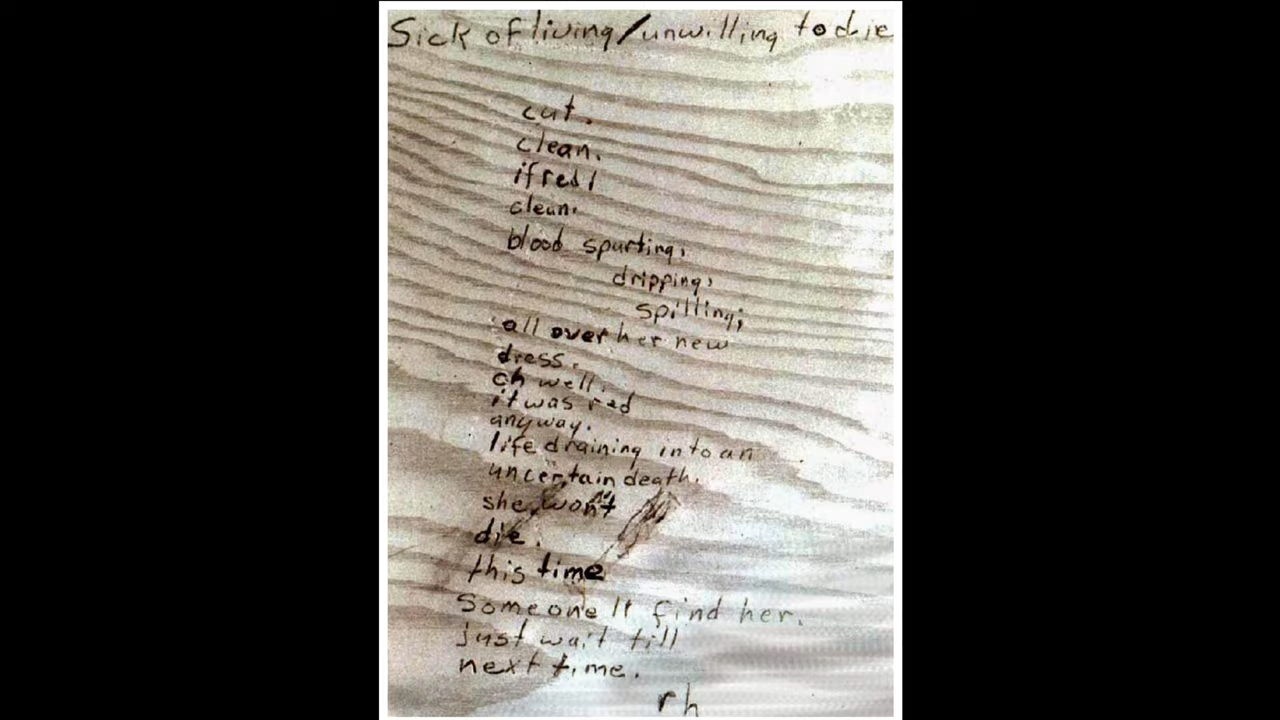 Sick of living/unwilling to die
cut.
clean.
if red /
clean.
blood spurting,
dripping,
spilling;
all over her new
dress.
oh well.
it was red
anyway.
life draining into an
uncertain death.
she won't
die.
this time
Someone ll find her.
just wait till
next time.
rh